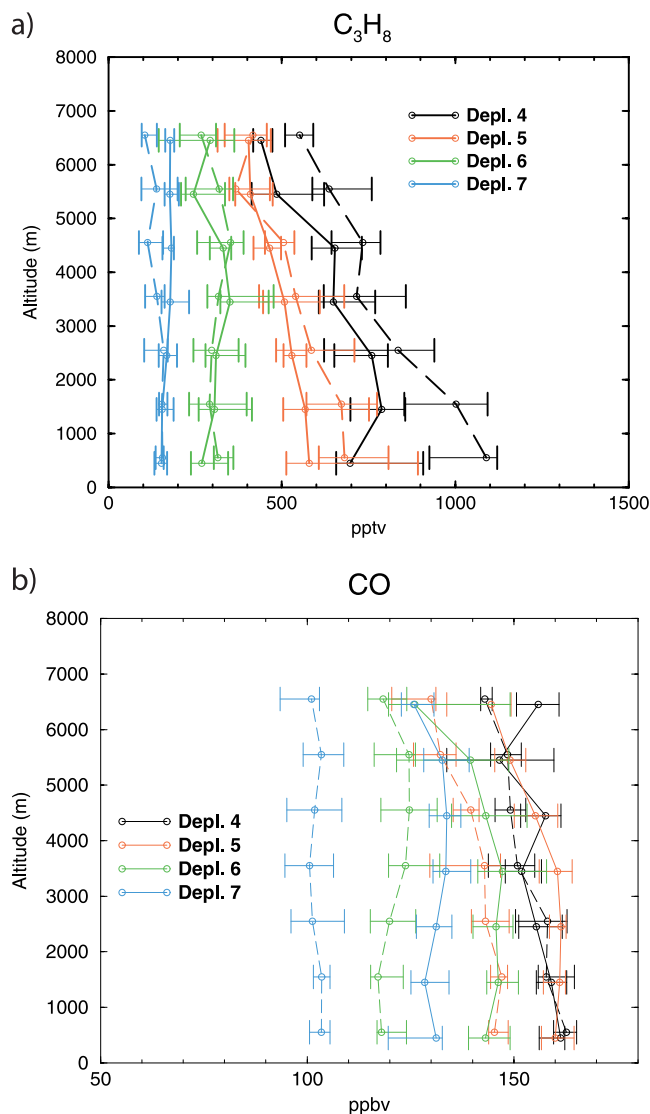 a)
C3H8
8000
7000
6000
5000
4000
3000
2000
1000
0
Altitude (m)
Depl. 4
Depl. 5
Depl. 6
Depl. 7
0 500 1000 1500
pptv
b)
CO
8000
7000
6000
5000
4000
3000
2000
1000
0
Altitude (m)
Depl. 4
Depl. 5
Depl. 6
Depl. 7
50 100 150
ppbv